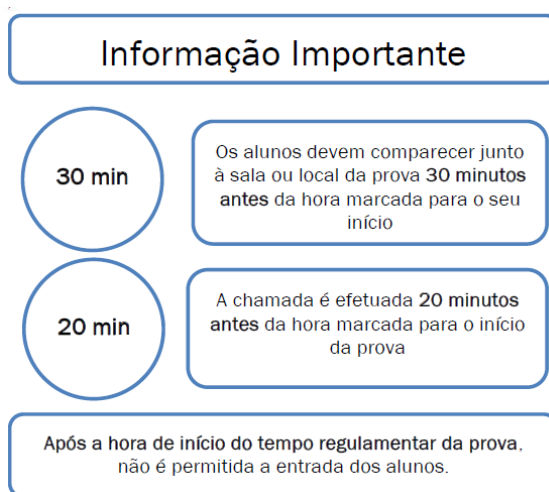 Informação Importante
30 min
Os alunos devem comparecer junto
à sala ou local da prova 30 minutos
antes da hora marcada para o seu
início
20 min
A chamada é efetuada 20 minutos
antes da hora marcada para o início
da prova
Após a hora de início do tempo regulamentar da prova,
não é permitida a entrada dos alunos.